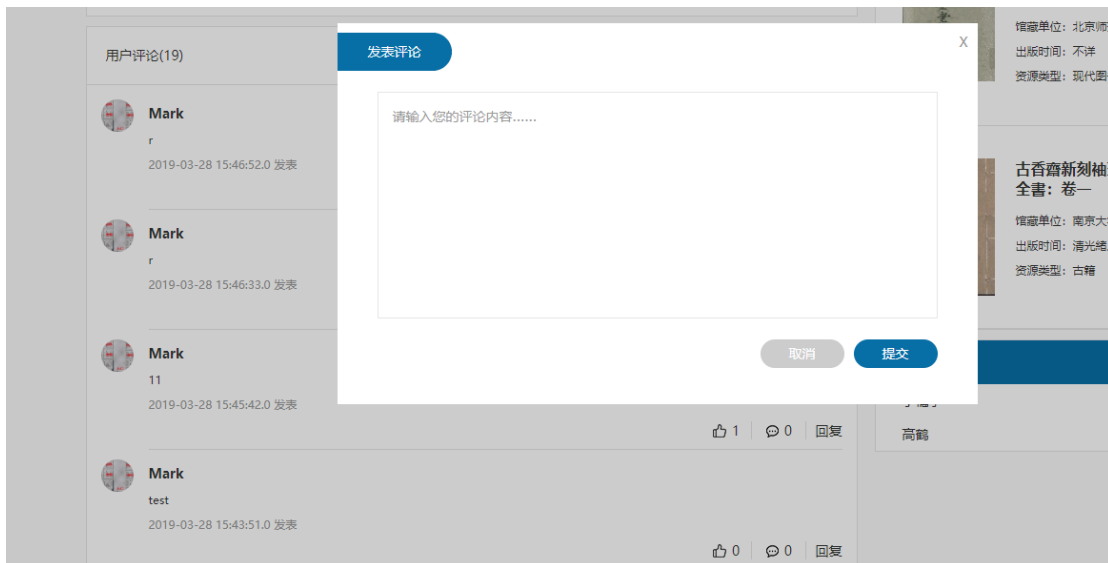 用户评论(19)
Mark
r
2019-03-28 15:46:52.0 发表
Mark
r
2019-03-28 15:46:33.0 发表
Mark
11
2019-03-28 15:45:42.0 发表
1 0 回复
Mark
test
2019-03-28 15:43:51.0 发表
0 0 回复
发表评论
X
请输入您的评论内容......
取消 提交
馆藏单位：北京师
出版时间：不详
资源类型：现代图
古香齋新刻袖
全書：卷一
馆藏单位：南京大
出版时间：清光緒
资源类型：古籍
高鹤